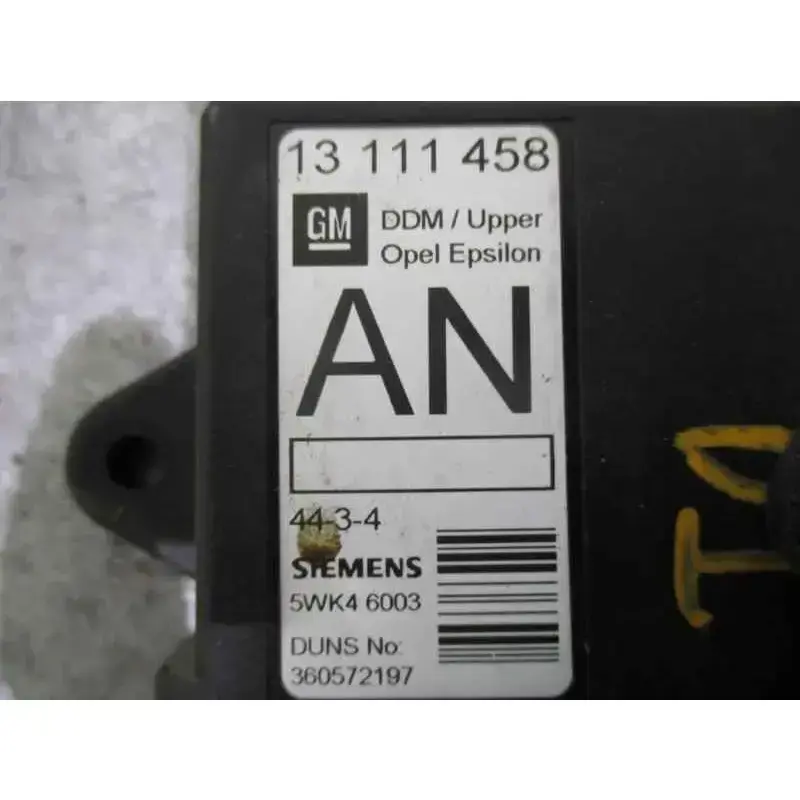 13 111 458
GM
DDM / Upper
Opel Epsilon
AN
44-3-4
SIEMENS
5WK4 6003
DUNS No:
360572197